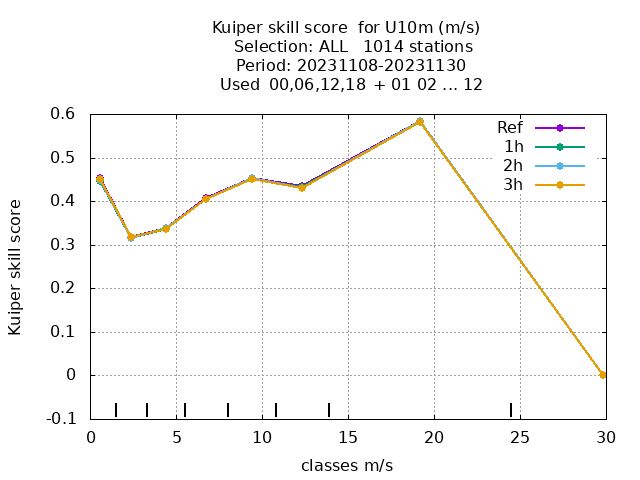 Kuiper skill score  for U10m (m/s)
Selection: ALL   1014 stations
Period: 20231108-20231130
Used  00,06,12,18  + 01 02 ... 12
Ref
1h
2h
3h
Kuiper skill score
0.6
0.5
0.4
0.3
0.2
0.1
0
-0.1
0 5 10 15 20 25 30
classes m/s